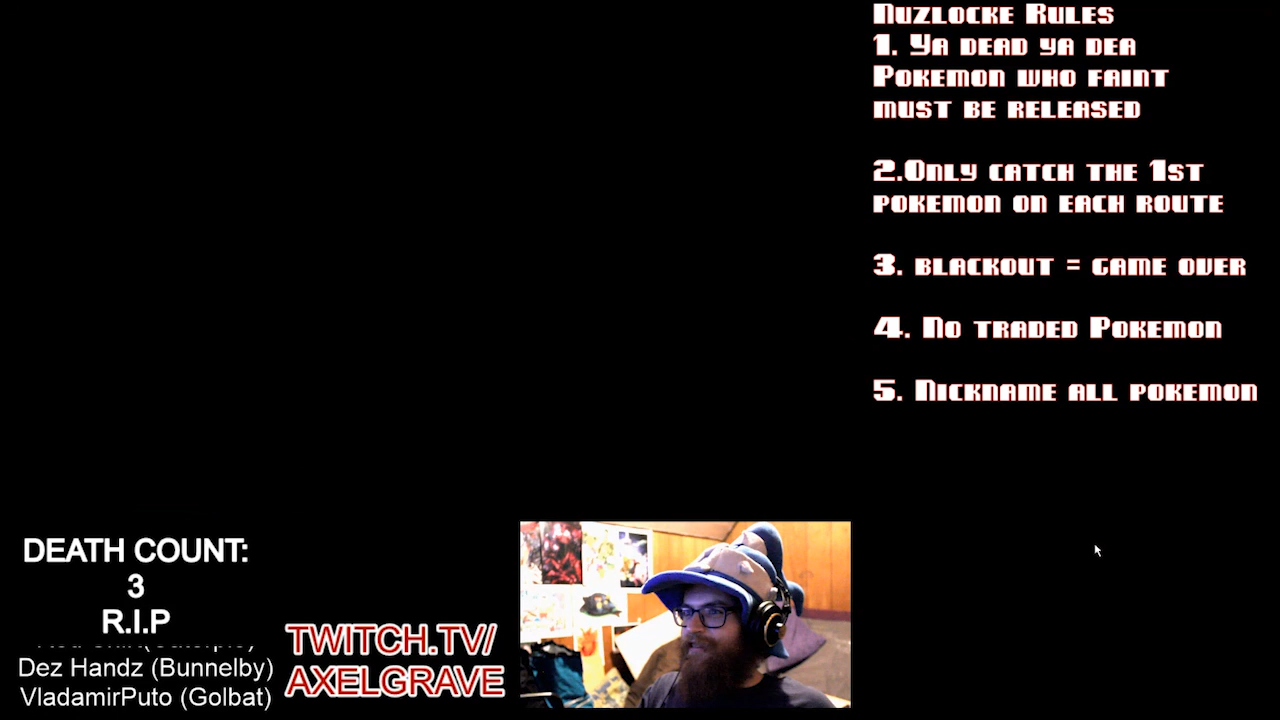 Nuzlocke Rules
1. Ya dead ya dea
Pokemon who faint
must be released
2.Only catch the 1st
pokemon on each route
3. blackout = game over
4. No traded Pokemon
5. Nickname all pokemon
DEATH COUNT:
3
R.I.P
Dez Handz (Bunnelby)
VladamirPuto (Golbat)
TWITCH.TV/
AXELGRAVE